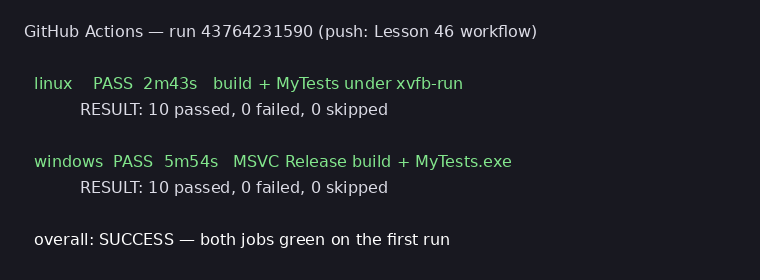 GitHub Actions — run 43764231590 (push: Lesson 46 workflow)
linux PASS 2m43s build + MyTests under xvfb-run
RESULT: 10 passed, 0 failed, 0 skipped
windows PASS 5m54s MSVC Release build + MyTests.exe
RESULT: 10 passed, 0 failed, 0 skipped
overall: SUCCESS — both jobs green on the first run